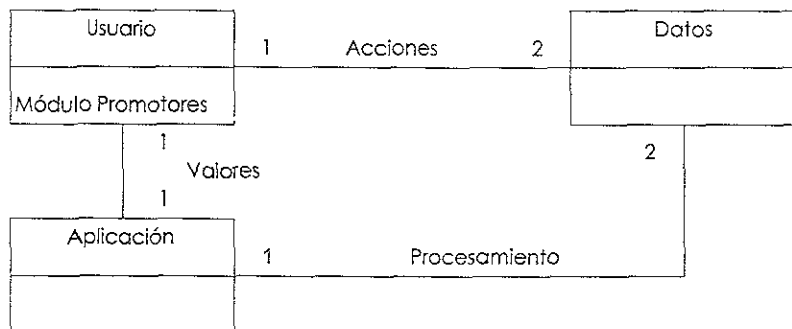 Usuario
1
Acciones
2
Datos
Módulo Promotores
1
2
Valores
1
Aplicación
1
Procesamiento